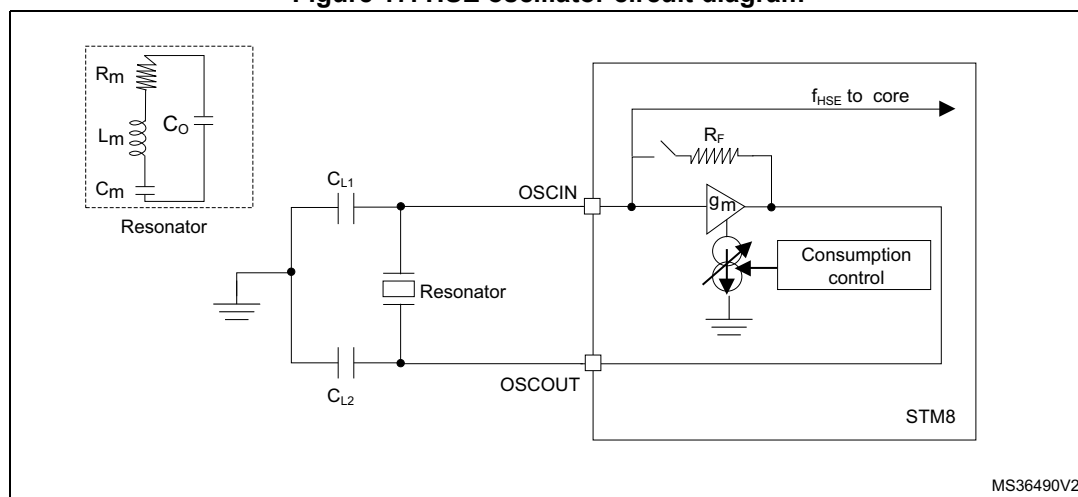 Figure 17. HSE oscillator circuit diagram
Rm
Lm
CO
Cm
Resonator
CL1
CL2
Resonator
OSCIN
OSCOUT
fHSE to core
RF
gm
Consumption
control
STM8
MS36490V2